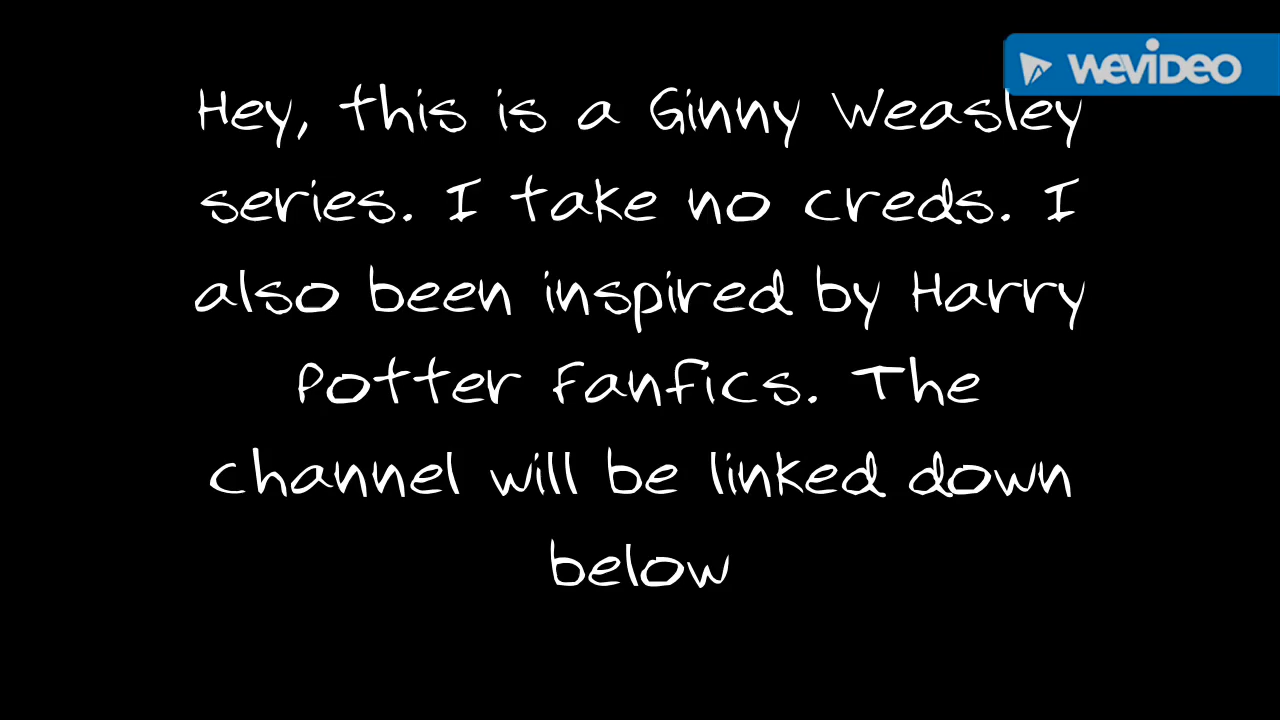 WEVIDEO
Hey, this is a Ginny Weasley
series. I take no creds. I
also been inspired by Harry
Potter Fanfics. The
channel will be linked down
below